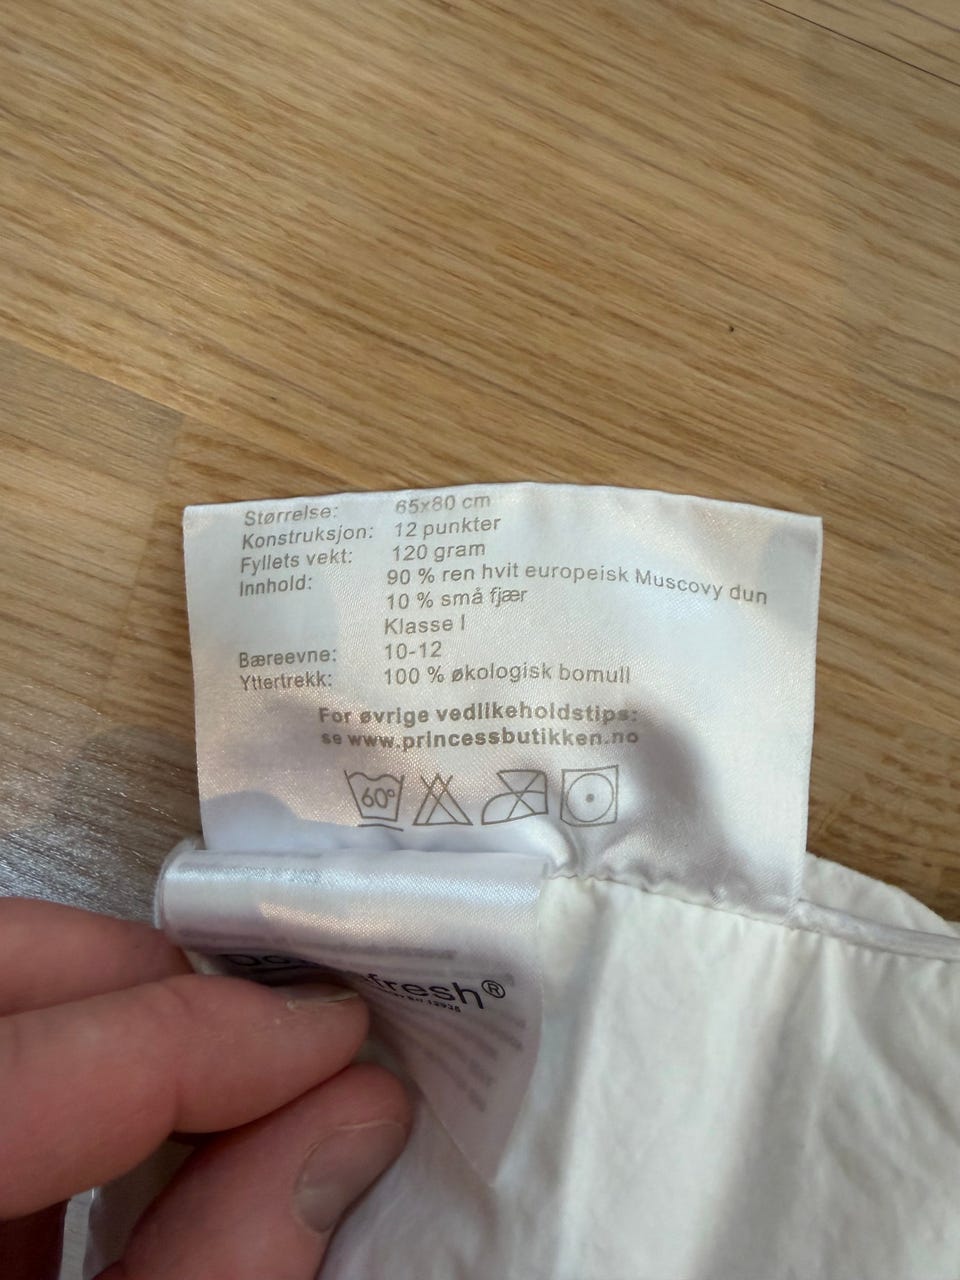 Størrelse: 65x80 cm
Konstruksjon: 12 punkter
Fyllets vekt: 120 gram
Innhold: 90 % ren hvit europeisk Muscovy dun
10 % små fjær
Klasse I
Bæreevne: 10-12
Yttertrekk: 100 % økologisk bomull
For øvrige vedlikeholdstips:
se www.princessbutikken.no
60°
fresh®